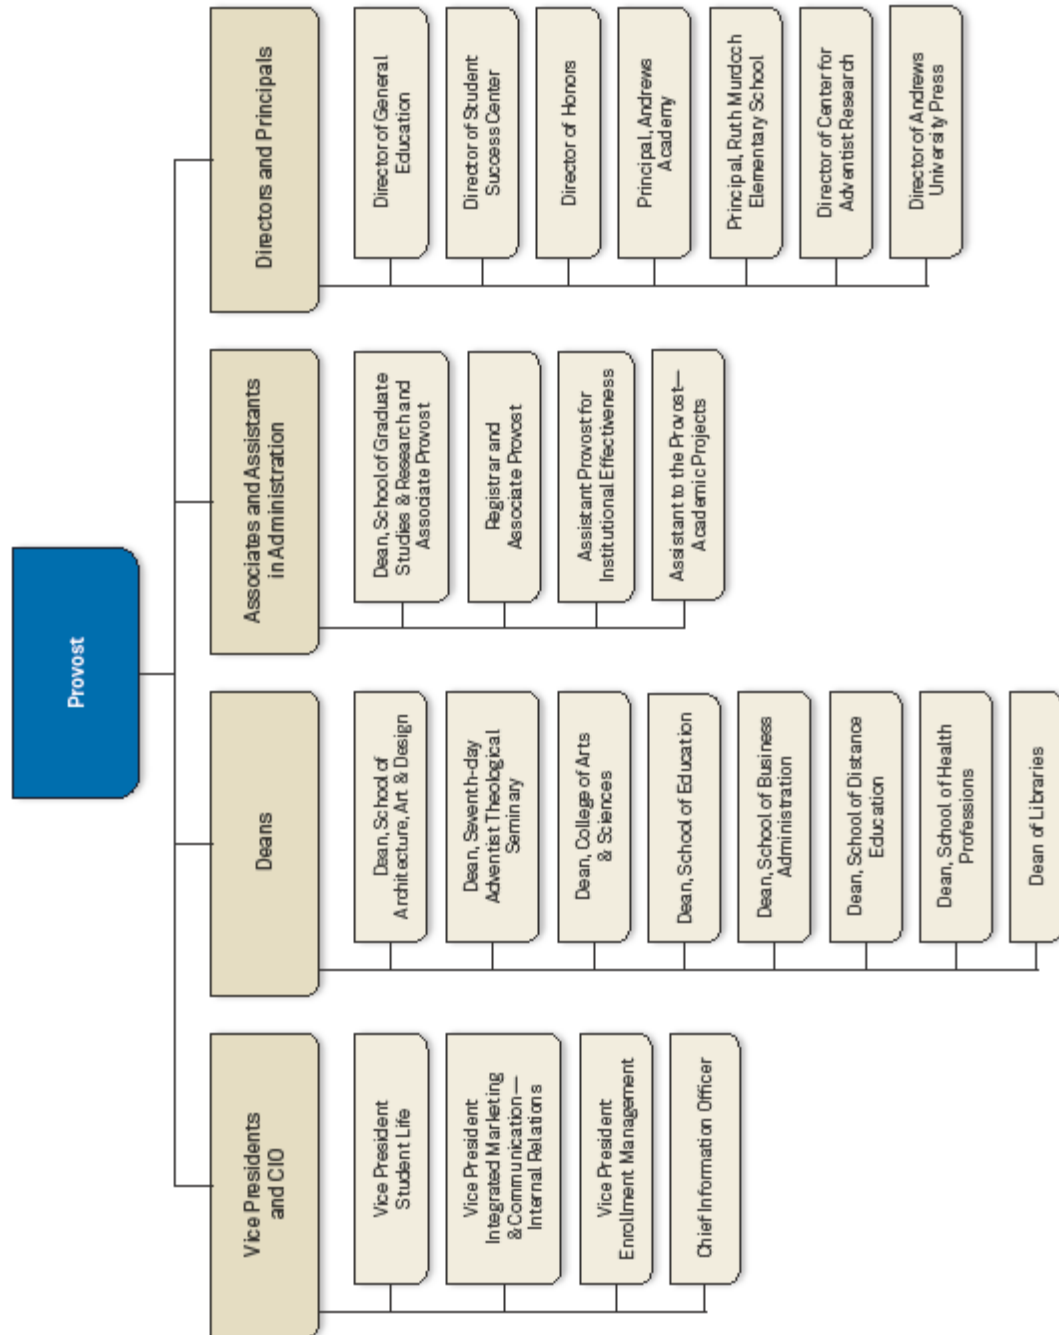 Provost
Vice Presidents
and CIO
Vice President
Student Life
Vice President
Integrated Marketing
& Communication—
Internal Relations
Vice President
Enrollment Management
Chief Information Officer
Deans
Dean, School of
Architecture, Art & Design
Dean, Seventh-day
Adventist Theological
Seminary
Dean, College of Arts
& Sciences
Dean, School of Education
Dean, School of Business
Administration
Dean, School of Distance
Education
Dean, School of Health
Professions
Dean of Libraries
Associates and Assistants
in Administration
Dean, School of Graduate
Studies & Research and
Associate Provost
Registrar and
Associate Provost
Assistant Provost for
Institutional Effectiveness
Assistant to the Provost—
Academic Projects
Directors and Principals
Director of General
Education
Director of Student
Success Center
Director of Honors
Principal, Andrews
Academy
Principal, Ruth Murdoch
Elementary School
Director of Center for
Adventist Research
Director of Andrews
University Press